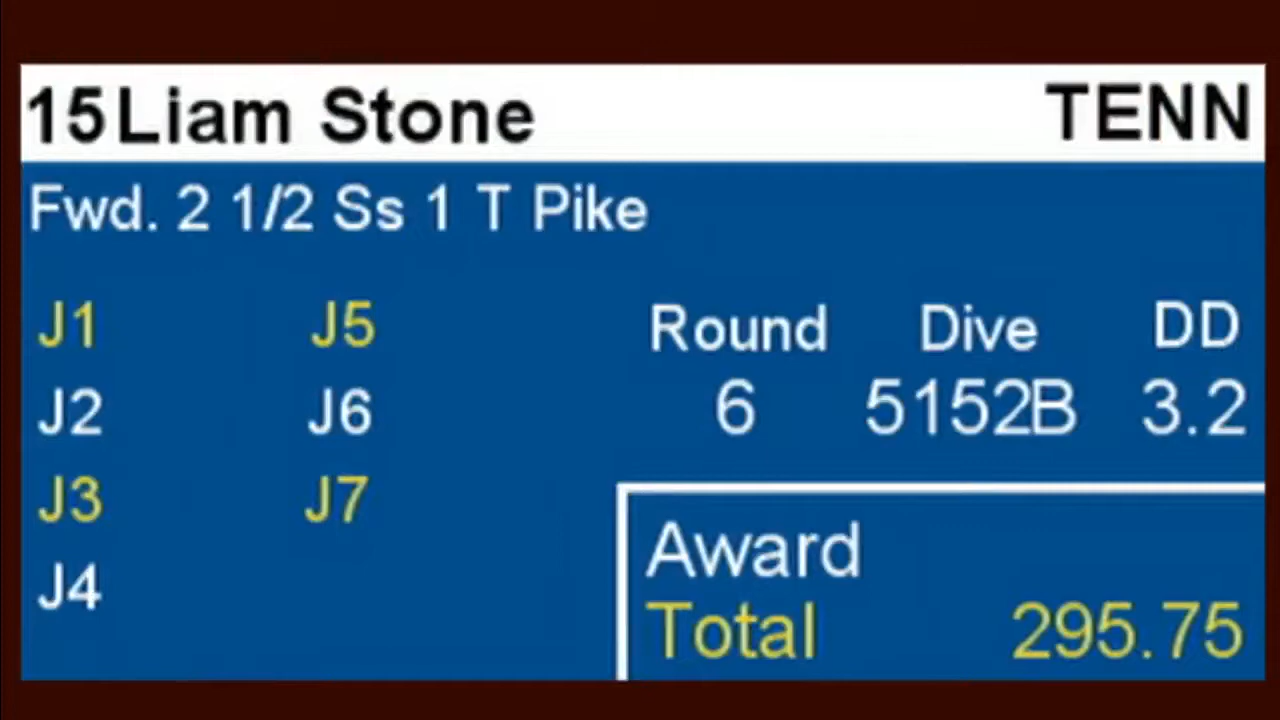 15 Liam Stone TENN
Fwd. 2 1/2 Ss 1 T Pike
J1 J5 Round Dive DD
J2 J6 6 5152B 3.2
J3 J7
J4
Award
Total 295.75